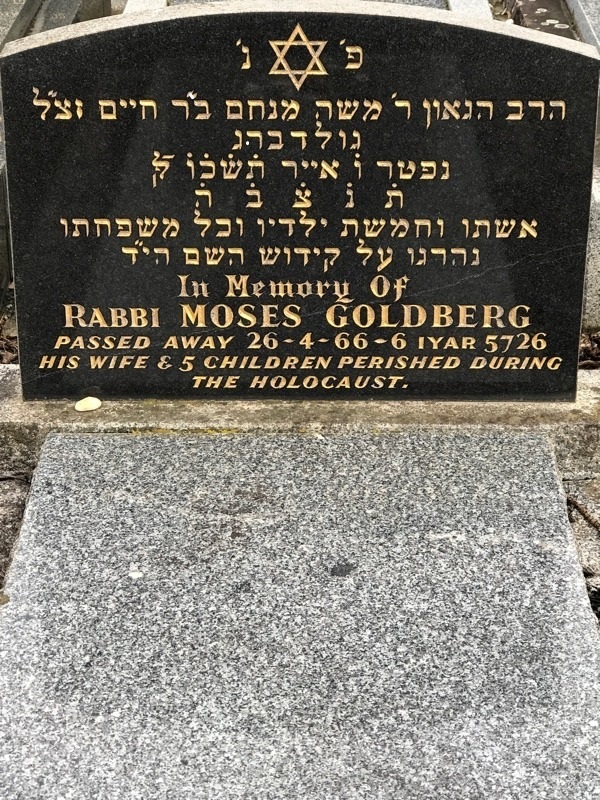 פ׳ נ׳
הרב הגאון ר׳ משה מנחם ב״ר חיים זצ״ל
גולדברג
נפטר ו׳ אייר תשכ״ו לק׳
ת נ צ ב ה
אשתו וחמשת ילדיו וכל משפחתו
נהרגו על קידוש השם הי״ד
In Memory Of
RABBI MOSES GOLDBERG
PASSED AWAY 26-4-66-6 IYAR 5726
HIS WIFE & 5 CHILDREN PERISHED DURING
THE HOLOCAUST.